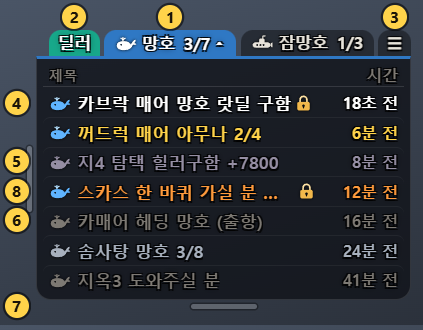 2 1 3
딜러 망호 3/7 잠망호 1/3
제목 시간
4 카브락 매어 망호 랏딜 구함 18초 전
꺼드럭 매어 아무나 2/4 6분 전
5 지4 탐택 힐러구함 +7800 8분 전
8 스카스 한 바퀴 가실 분 ... 12분 전
6 카매어 헤딩 망호 (출항) 16분 전
솜사탕 망호 3/8 24분 전
지옥3 도와주실 분 41분 전
7